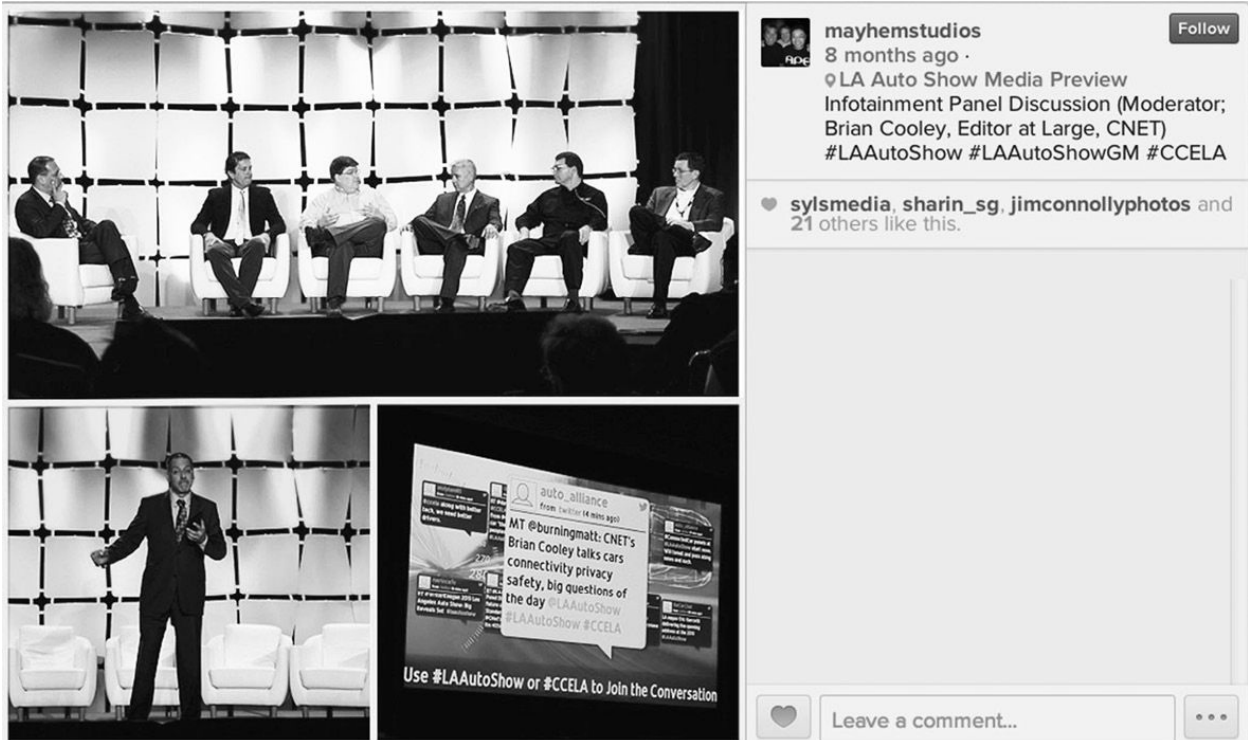 mayhemstudios
Follow
8 months ago ·
LA Auto Show Media Preview
Infotainment Panel Discussion (Moderator;
Brian Cooley, Editor at Large, CNET)
#LAAutoShow #LAAutoShowGM #CCELA
sylsmedia, sharin_sg, jimconnollyphotos and
21 others like this.
auto_alliance
from twitter (4 mins ago)
MT @burningmatt: CNET's
Brian Cooley talks cars
connectivity privacy
safety, big questions of
the day @LAAutoShow
#LAAutoShow #CCELA
Use #LAAutoShow or #CCELA to Join the Conversation
Leave a comment...